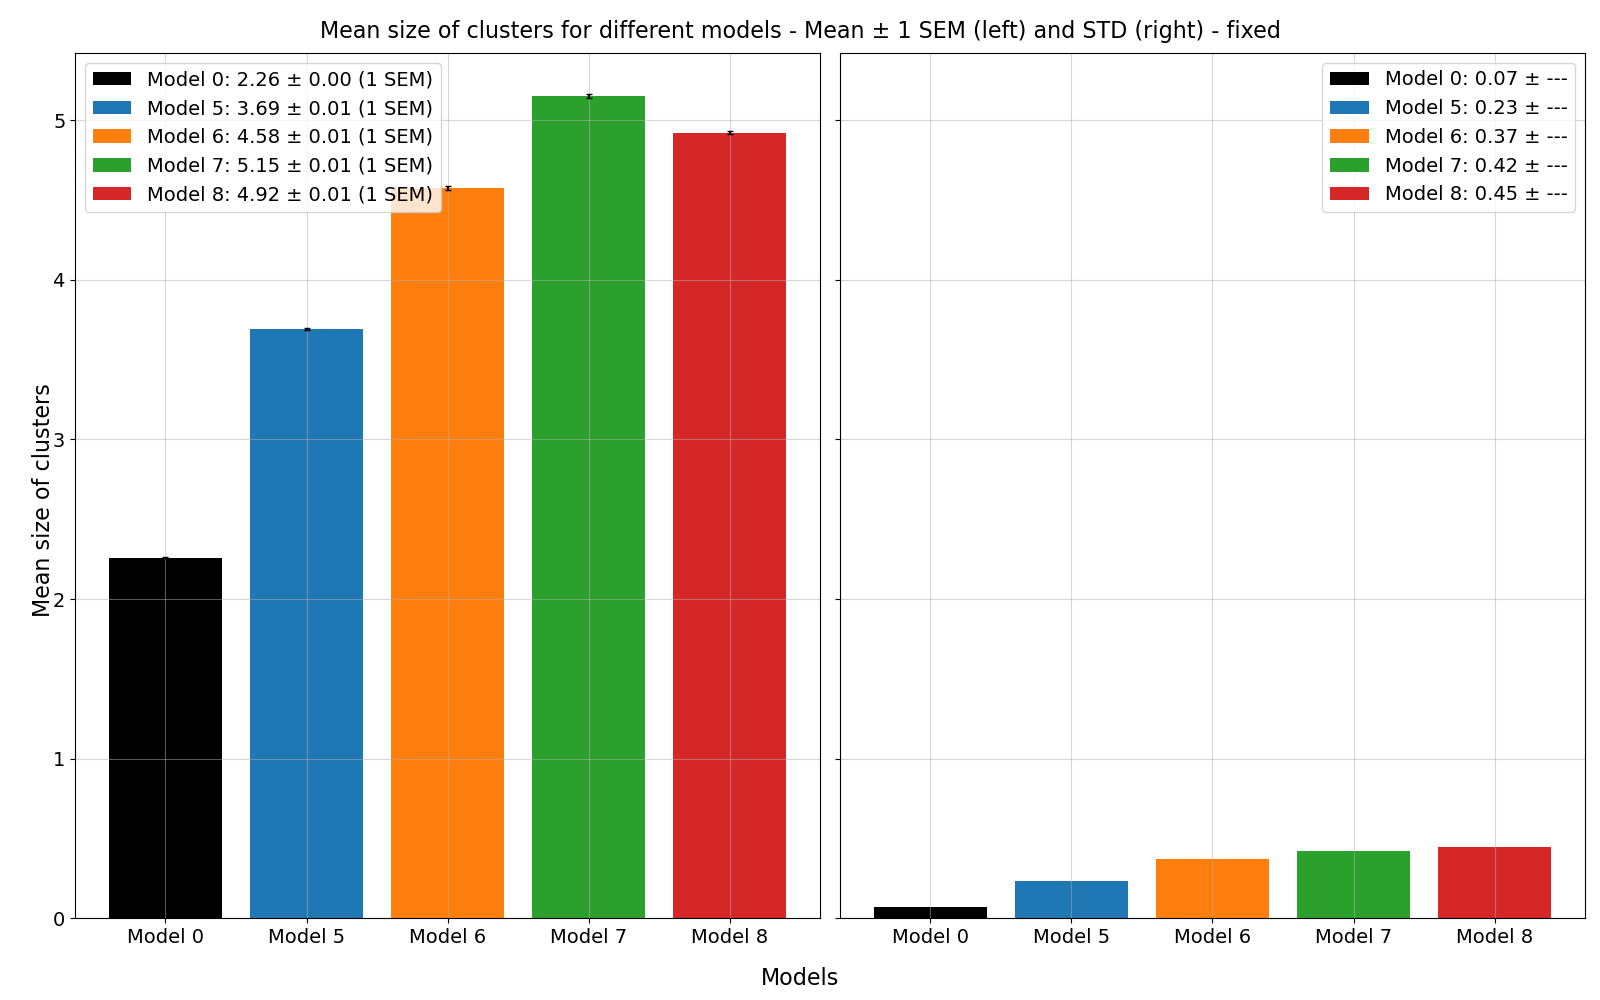 Mean size of clusters for different models - Mean ± 1 SEM (left) and STD (right) - fixed
Mean size of clusters
5
4
3
2
1
0
Model 0: 2.26 ± 0.00 (1 SEM)
Model 5: 3.69 ± 0.01 (1 SEM)
Model 6: 4.58 ± 0.01 (1 SEM)
Model 7: 5.15 ± 0.01 (1 SEM)
Model 8: 4.92 ± 0.01 (1 SEM)
Model 0 Model 5 Model 6 Model 7 Model 8
Model 0: 0.07 ± ---
Model 5: 0.23 ± ---
Model 6: 0.37 ± ---
Model 7: 0.42 ± ---
Model 8: 0.45 ± ---
Model 0 Model 5 Model 6 Model 7 Model 8
Models